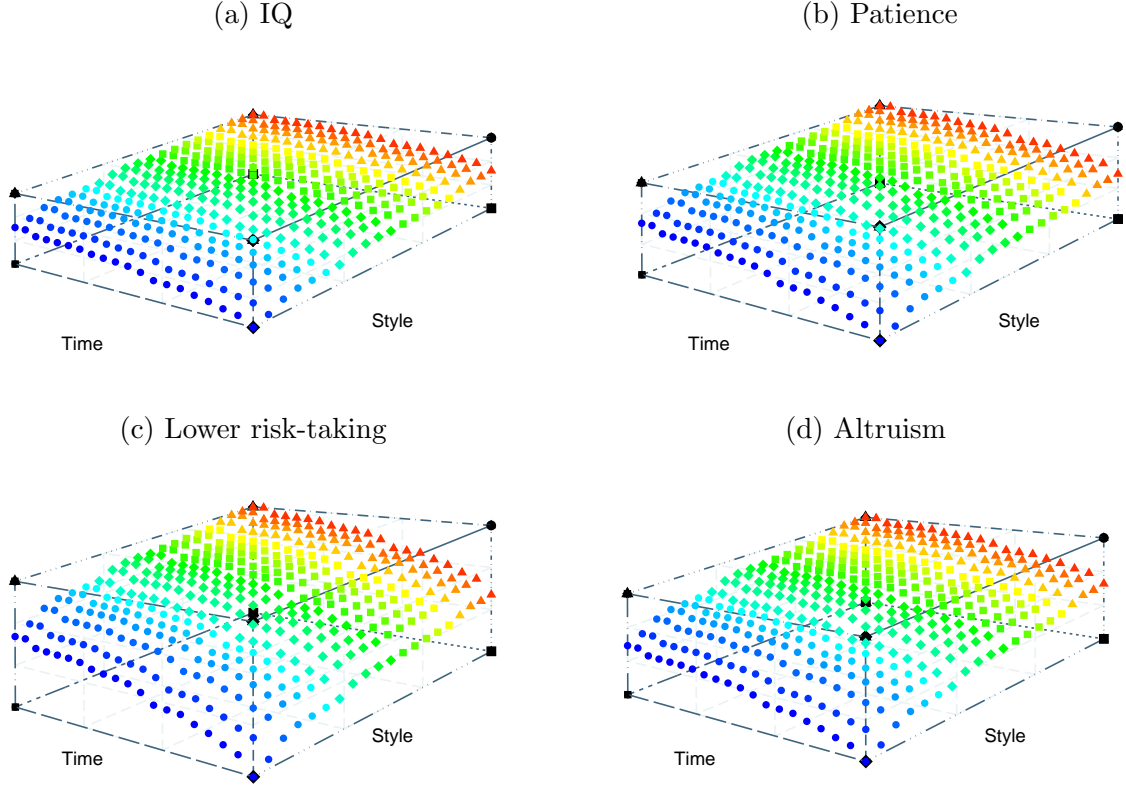 (a) IQ
(b) Patience
Time
Style
Time
Style
(c) Lower risk-taking
(d) Altruism
Time
Style
Time
Style